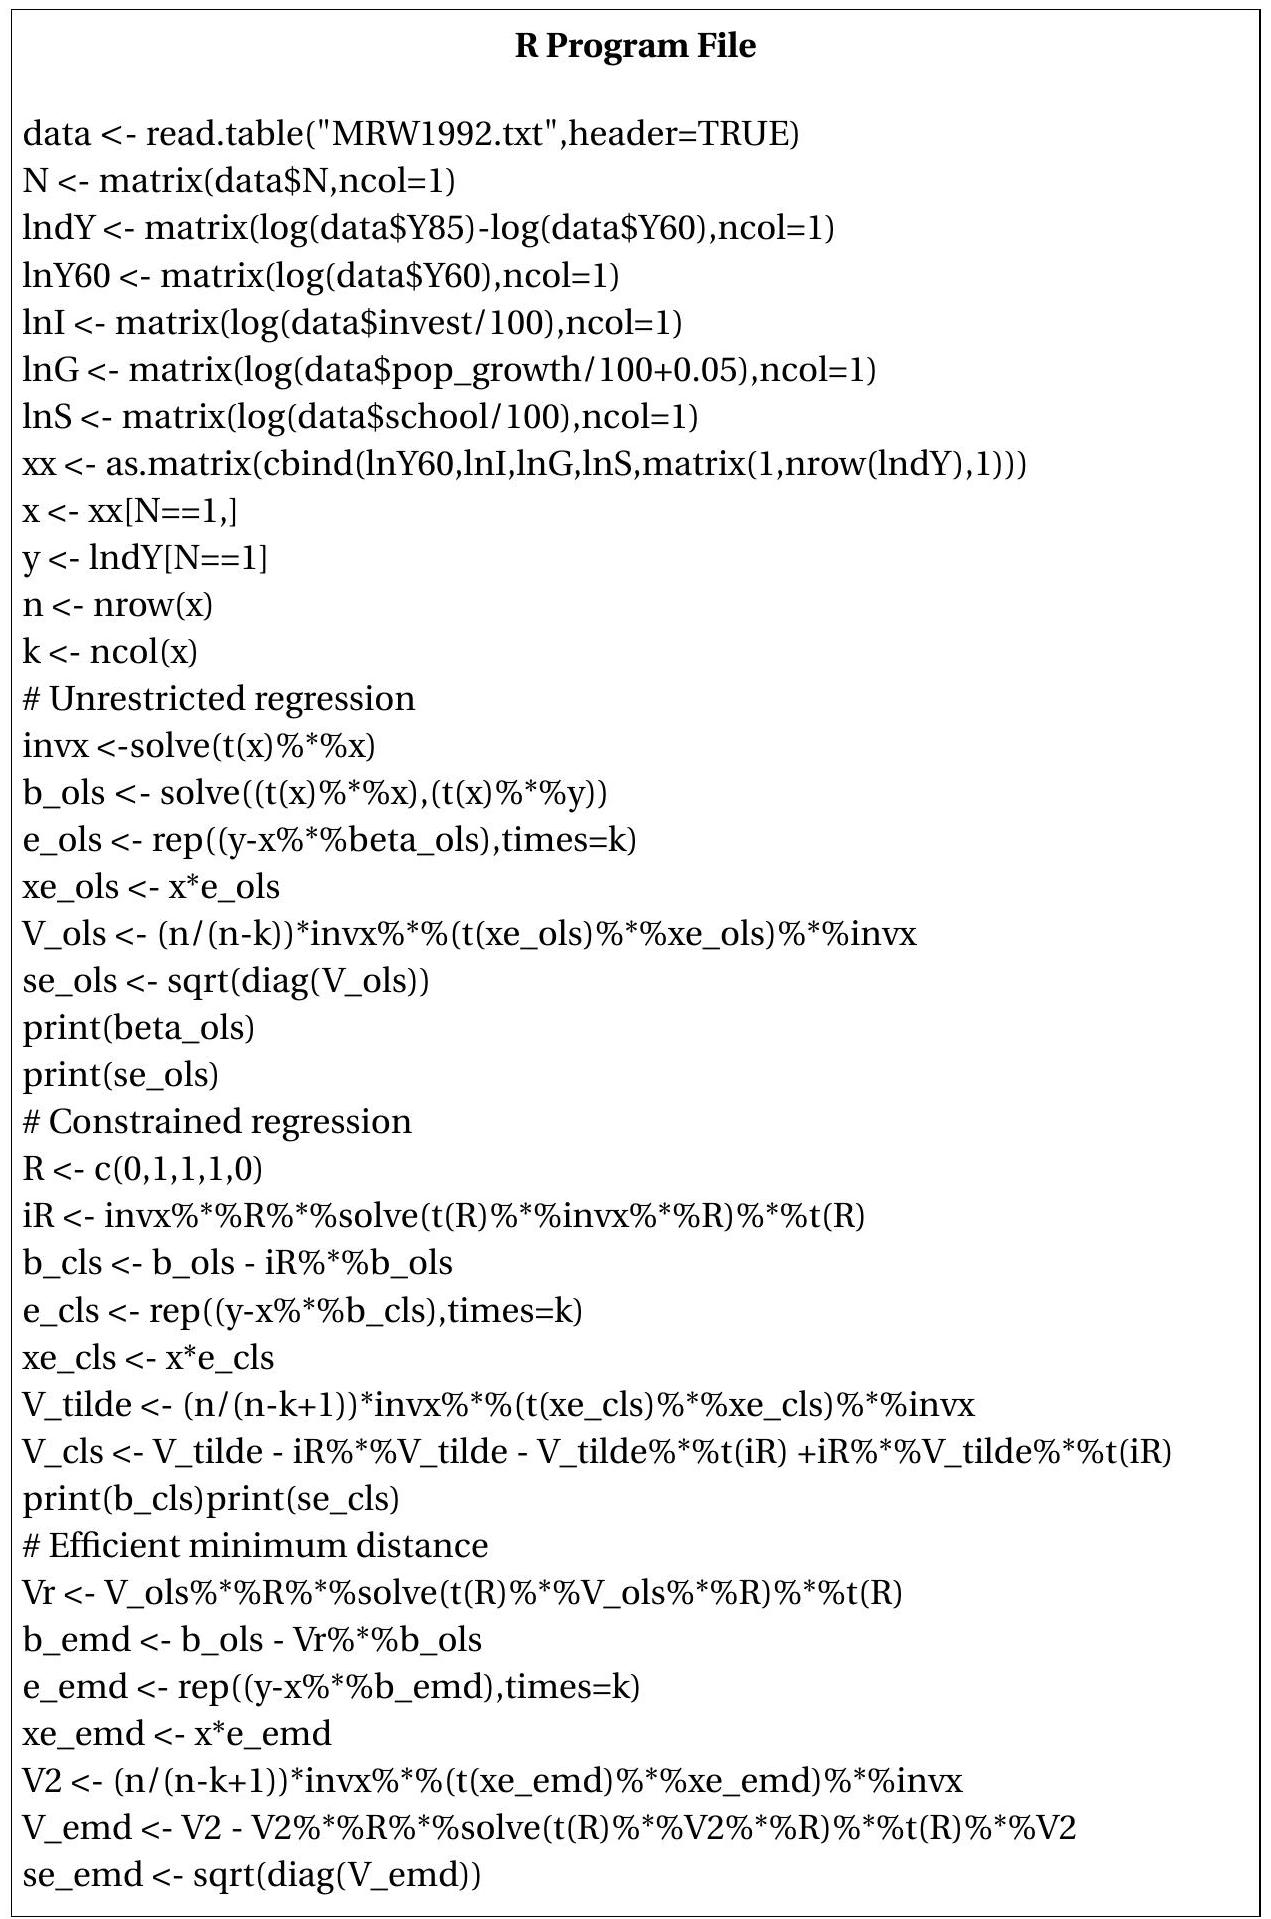 R Program File
data <- read.table("MRW1992.txt",header=TRUE)
N <- matrix(data$N,ncol=1)
lndY <- matrix(log(data$Y85)-log(data$Y60),ncol=1)
lnY60 <- matrix(log(data$Y60),ncol=1)
lnI <- matrix(log(data$invest/100),ncol=1)
lnG <- matrix(log(data$pop_growth/100+0.05),ncol=1)
lnS <- matrix(log(data$school/100),ncol=1)
xx <- as.matrix(cbind(lnY60,lnI,lnG,lnS,matrix(1,nrow(lndY),1)))
x <- xx[N==1,]
y <- lndY[N==1]
n <- nrow(x)
k <- ncol(x)
# Unrestricted regression
invx <-solve(t(x)%*%x)
b_ols <- solve((t(x)%*%x),(t(x)%*%y))
e_ols <- rep((y-x%*%beta_ols),times=k)
xe_ols <- x*e_ols
V_ols <- (n/(n-k))*invx%*%(t(xe_ols)%*%xe_ols)%*%invx
se_ols <- sqrt(diag(V_ols))
print(beta_ols)
print(se_ols)
# Constrained regression
R <- c(0,1,1,1,0)
iR <- invx%*%R%*%solve(t(R)%*%invx%*%R)%*%t(R)
b_cls <- b_ols - iR%*%b_ols
e_cls <- rep((y-x%*%b_cls),times=k)
xe_cls <- x*e_cls
V_tilde <- (n/(n-k+1))*invx%*%(t(xe_cls)%*%xe_cls)%*%invx
V_cls <- V_tilde - iR%*%V_tilde - V_tilde%*%t(iR) +iR%*%V_tilde%*%t(iR)
print(b_cls)print(se_cls)
# Efficient minimum distance
Vr <- V_ols%*%R%*%solve(t(R)%*%V_ols%*%R)%*%t(R)
b_emd <- b_ols - Vr%*%b_ols
e_emd <- rep((y-x%*%b_emd),times=k)
xe_emd <- x*e_emd
V2 <- (n/(n-k+1))*invx%*%(t(xe_emd)%*%xe_emd)%*%invx
V_emd <- V2 - V2%*%R%*%solve(t(R)%*%V2%*%R)%*%t(R)%*%V2
se_emd <- sqrt(diag(V_emd))